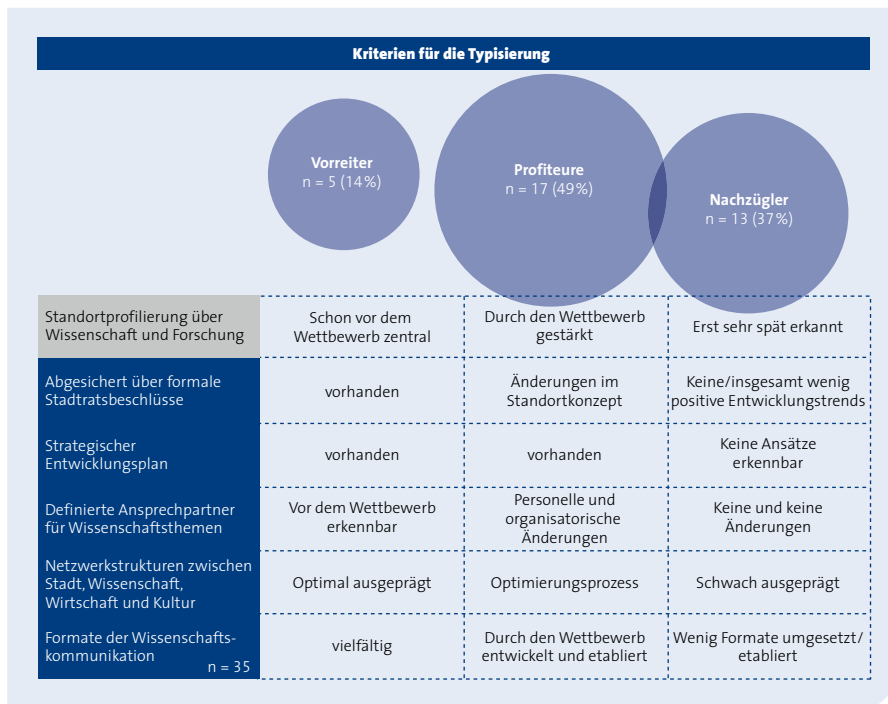 Kriterien für die Typisierung
Vorreiter
n = 5 (14%)
Profiteure
n = 17 (49%)
Nachzügler
n = 13 (37%)
Standortprofilierung über
Wissenschaft und Forschung
Schon vor dem
Wettbewerb zentral
Durch den Wettbewerb
gestärkt
Erst sehr spät erkannt
Abgesichert über formale
Stadtratsbeschlüsse
vorhanden
Änderungen im
Standortkonzept
Keine/insgesamt wenig
positive Entwicklungstrends
Strategischer
Entwicklungsplan
vorhanden
vorhanden
Keine Ansätze
erkennbar
Definierte Ansprechpartner
für Wissenschaftsthemen
Vor dem Wettbewerb
erkennbar
Personelle und
organisatorische
Änderungen
Keine und keine
Änderungen
Netzwerkstrukturen zwischen
Stadt, Wissenschaft,
Wirtschaft und Kultur
Optimal ausgeprägt
Optimierungsprozess
Schwach ausgeprägt
Formate der Wissenschafts-
kommunikation
n = 35
vielfältig
Durch den Wettbewerb
entwickelt und etabliert
Wenig Formate umgesetzt/
etabliert